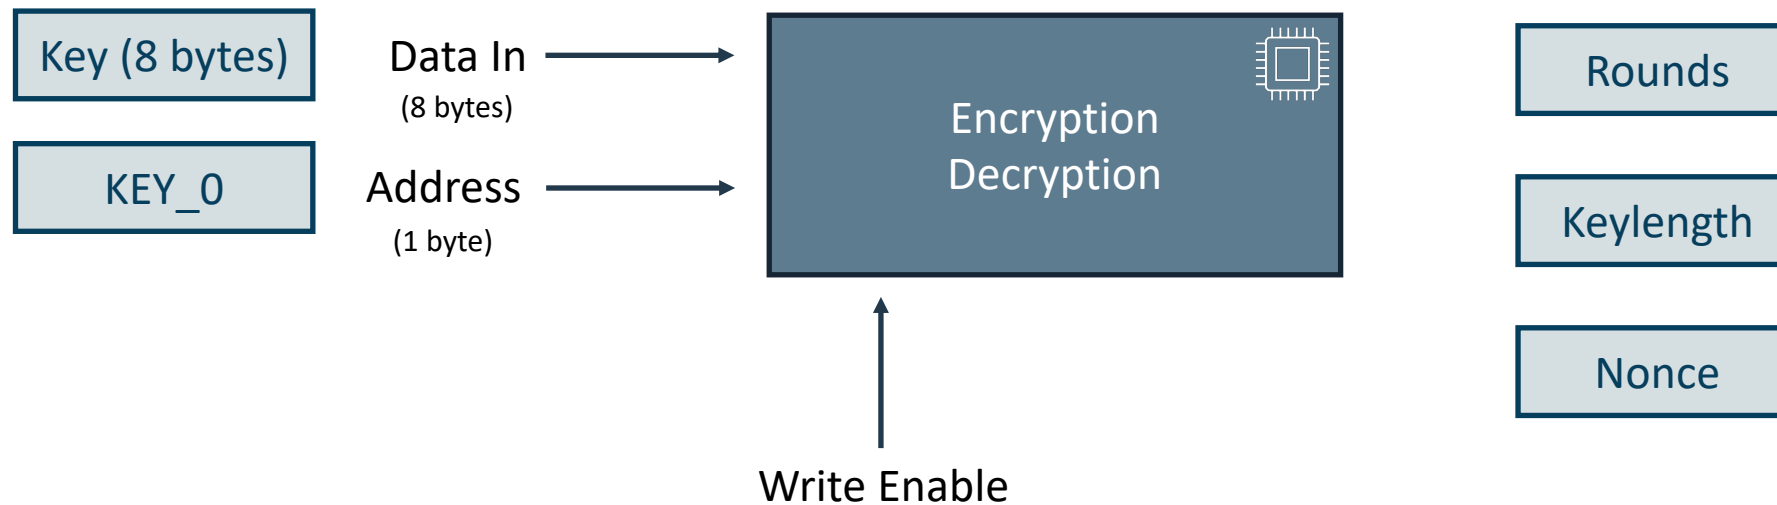 Key (8 bytes)
Data In
(8 bytes)
KEY_0
Address
(1 byte)
Encryption
Decryption
Write Enable
Rounds
Keylength
Nonce